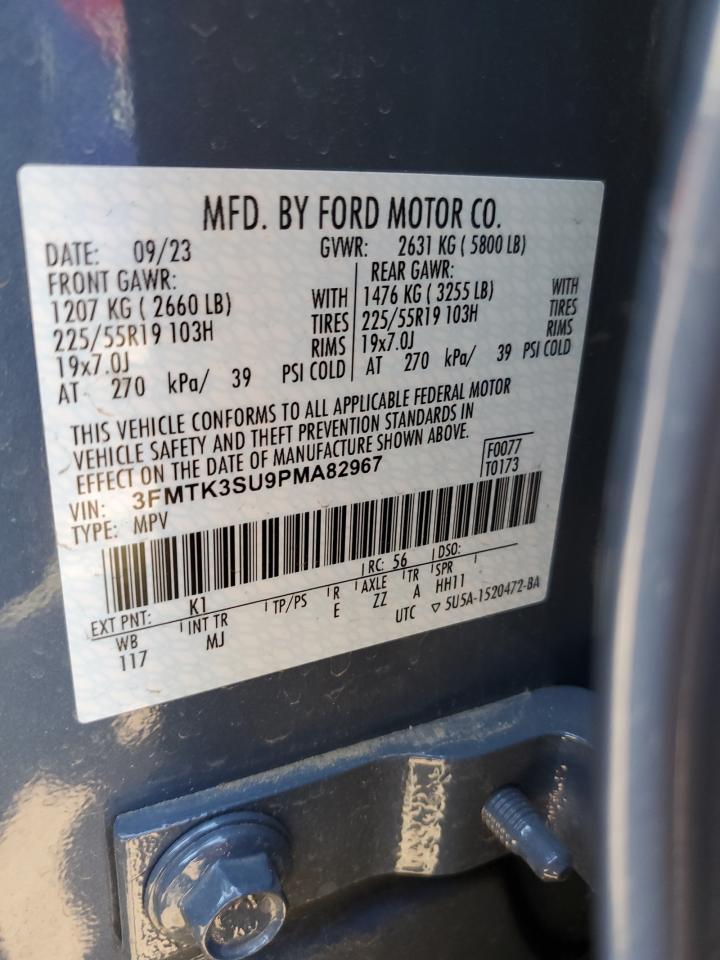 MFD. BY FORD MOTOR CO.
DATE: 09/23 GVWR: 2631 KG ( 5800 LB)
FRONT GAWR: REAR GAWR:
1207 KG ( 2660 LB) WITH 1476 KG ( 3255 LB) WITH
225/55R19 103H TIRES 225/55R19 103H TIRES
19x7.0J RIMS 19x7.0J RIMS
AT 270 kPa/ 39 PSI COLD AT 270 kPa/ 39 PSI COLD
THIS VEHICLE CONFORMS TO ALL APPLICABLE FEDERAL MOTOR
VEHICLE SAFETY AND THEFT PREVENTION STANDARDS IN
EFFECT ON THE DATE OF MANUFACTURE SHOWN ABOVE.
F0077
T0173
VIN: 3FMTK3SU9PMA82967
TYPE: MPV
EXT PNT: K1 RC: 56 DSO:
WB INT TR TP/PS R AXLE TR SPR
117 MJ E ZZ A HH11
UTC ▽ 5U5A-1520472-BA